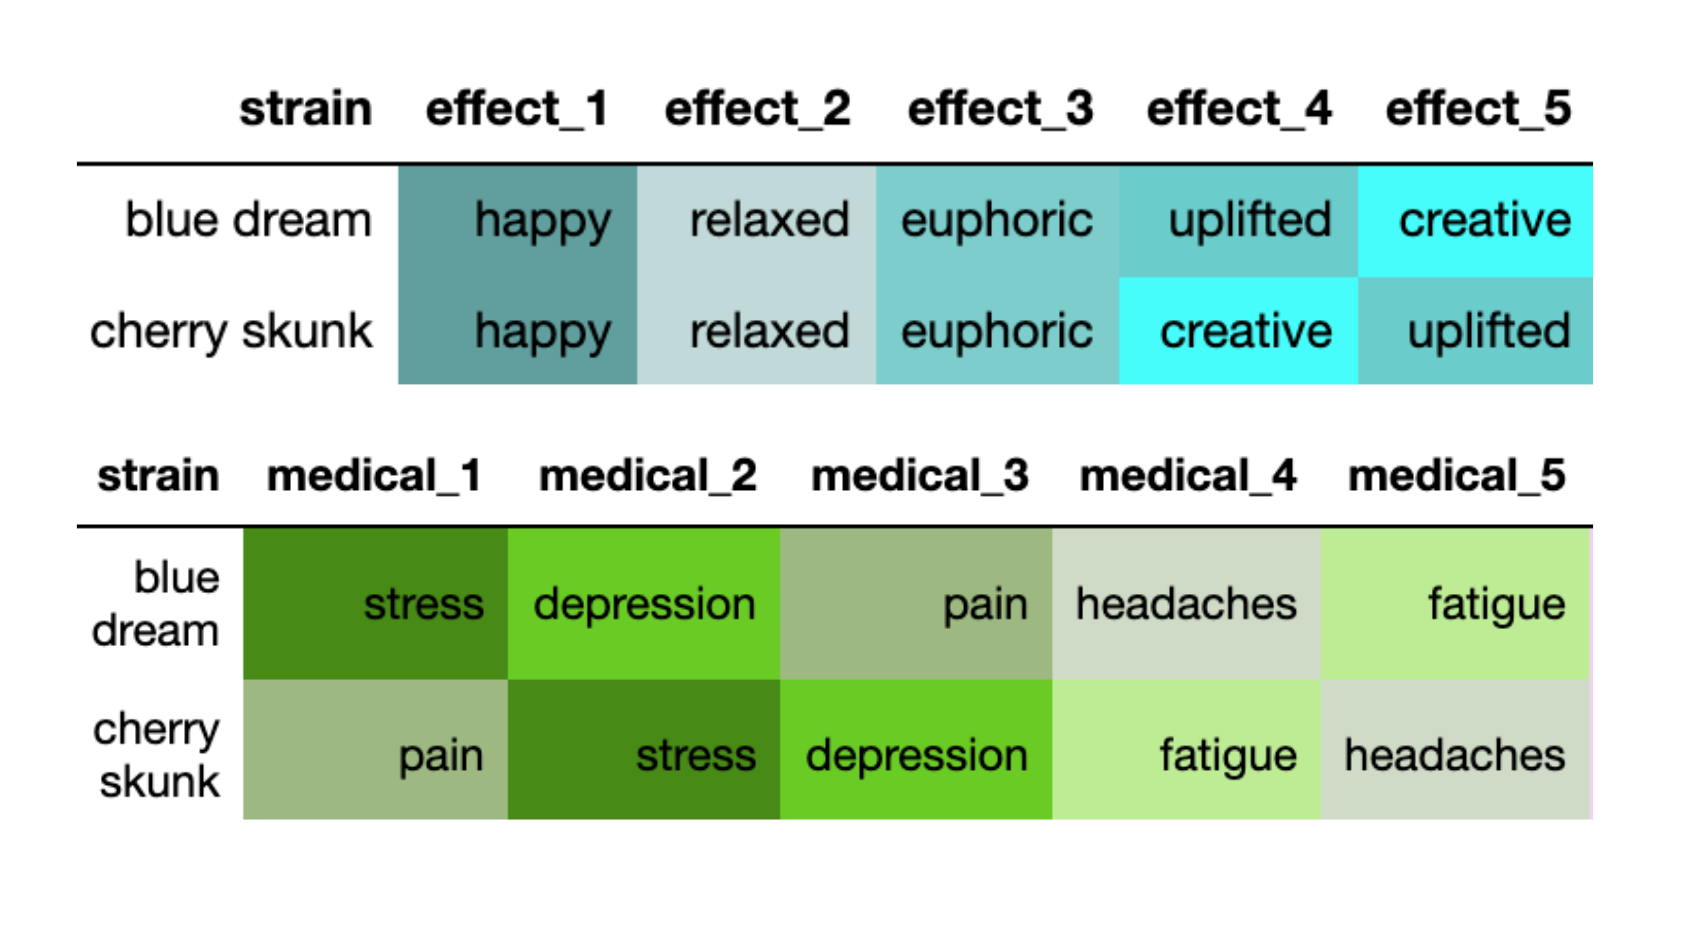 strain effect_1 effect_2 effect_3 effect_4 effect_5
blue dream happy relaxed euphoric uplifted creative
cherry skunk happy relaxed euphoric creative uplifted
strain medical_1 medical_2 medical_3 medical_4 medical_5
blue
dream stress depression pain headaches fatigue
cherry
skunk pain stress depression fatigue headaches